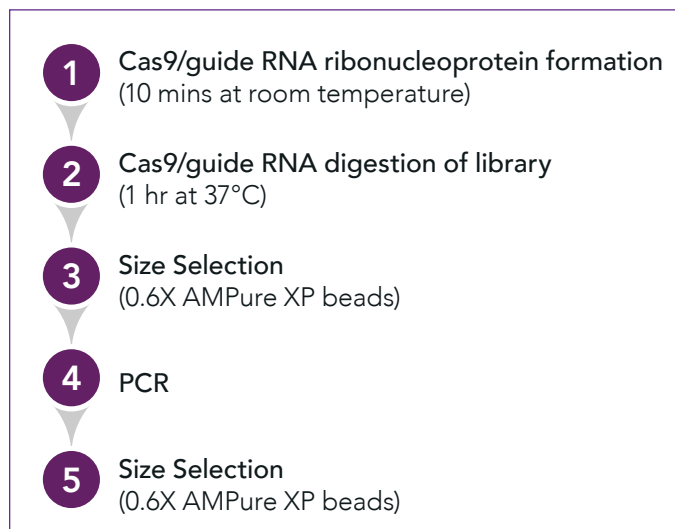 1
Cas9/guide RNA ribonucleoprotein formation
(10 mins at room temperature)
2
Cas9/guide RNA digestion of library
(1 hr at 37°C)
3
Size Selection
(0.6X AMPure XP beads)
4
PCR
5
Size Selection
(0.6X AMPure XP beads)